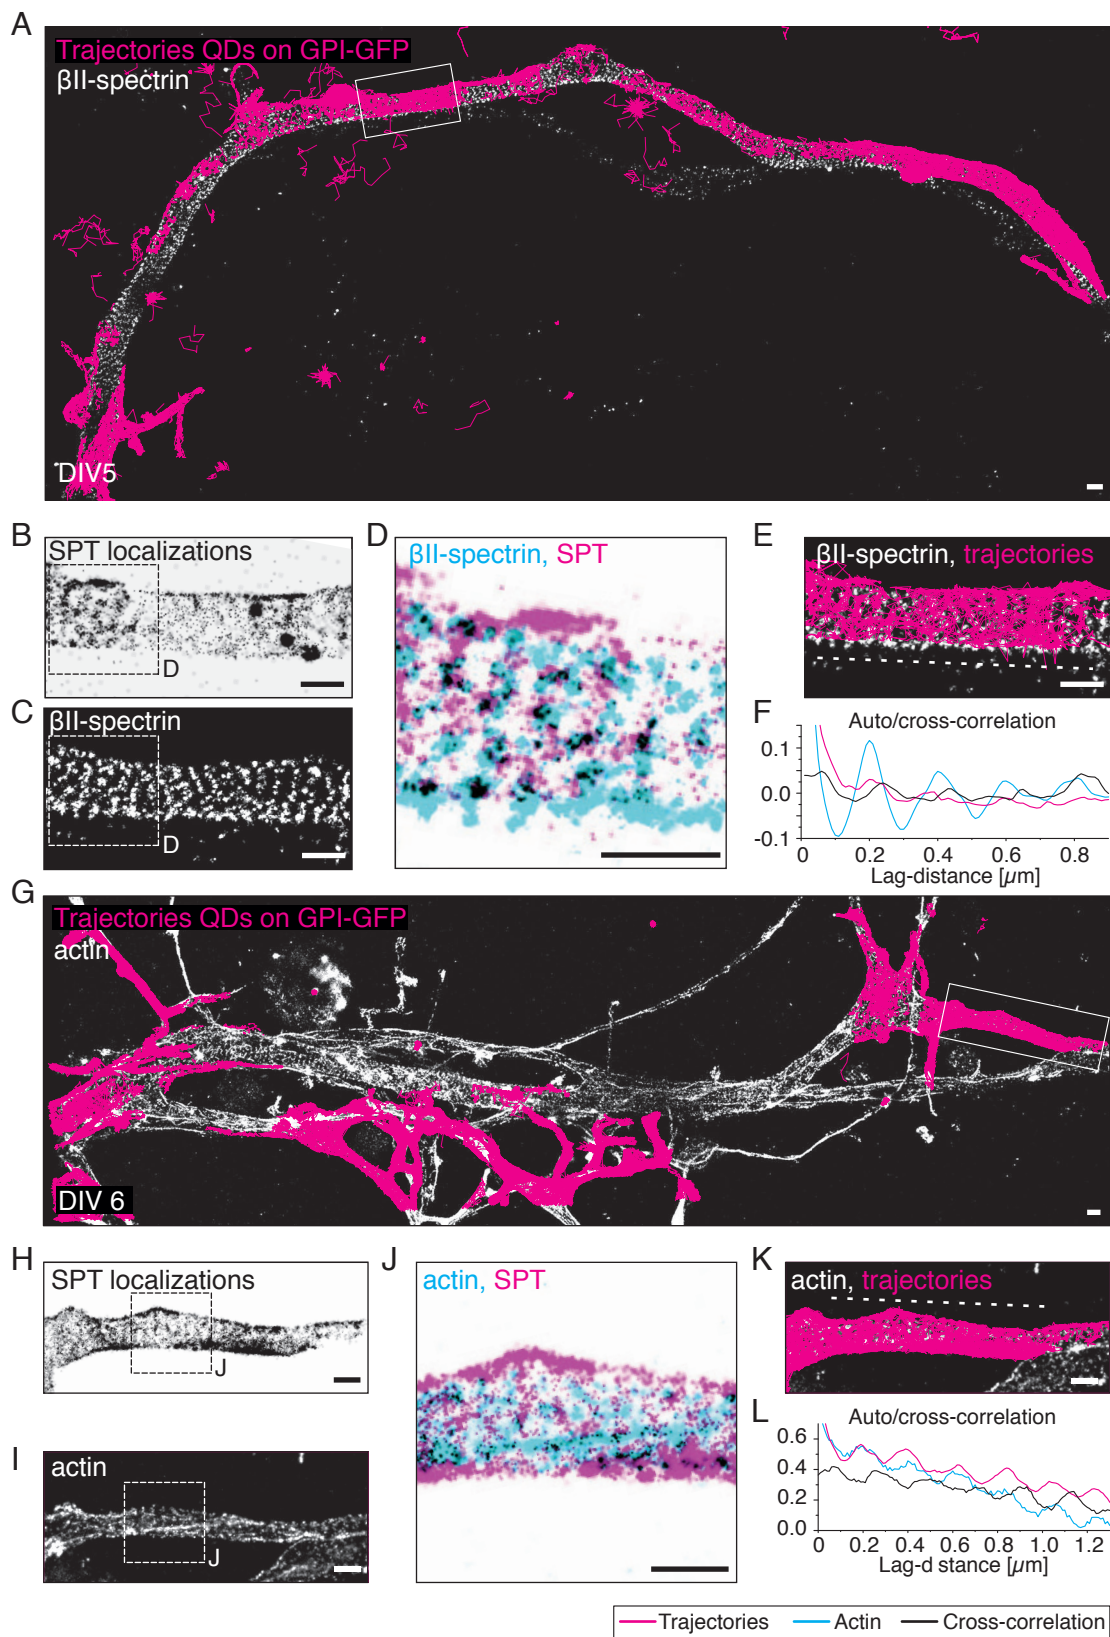 A
Trajectories QDs on GPI-GFP
βII-spectrin
DIV5
B
SPT localizations
D
C
βII-spectrin
D
D
βII-spectrin, SPT
E
βII-spectrin, trajectories
F
Auto/cross-correlation
0.1
0.0
-0.1
0 0.2 0.4 0.6 0.8
Lag-distance [µm]
G
Trajectories QDs on GPI-GFP
actin
DIV 6
H
SPT localizations
J
I
actin
J
J
actin, SPT
K
actin, trajectories
L
Auto/cross-correlation
0.6
0.4
0.2
0.0
0 0.2 0.4 0.6 0.8 1.0 1.2
Lag-d stance [µm]
Trajectories Actin Cross-correlation